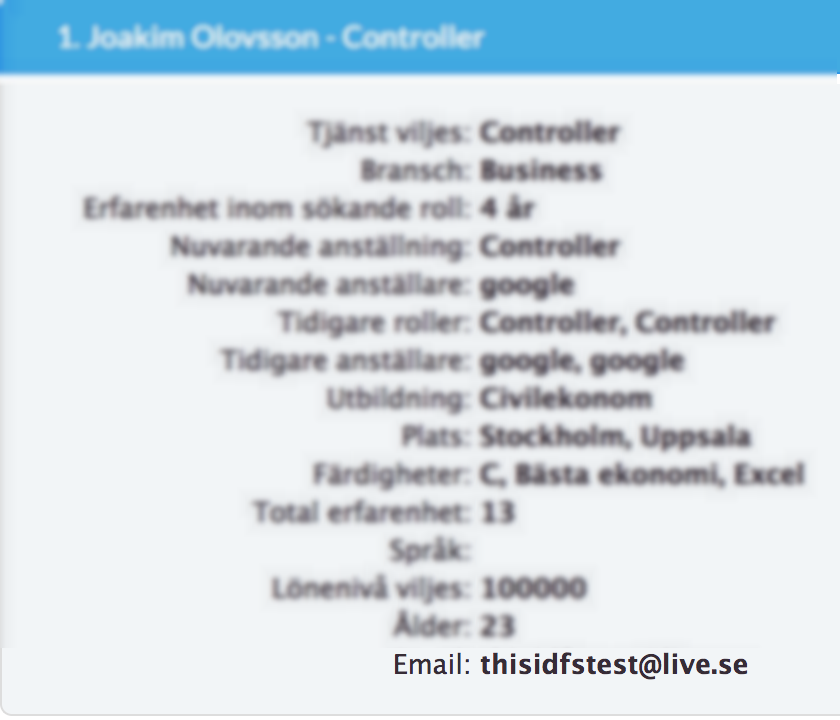 1. Joakim Olovsson - Controller
Tjänst viljes: Controller
Bransch: Business
Erfarenhet inom sökande roll: 4 år
Nuvarande anställning: Controller
Nuvarande anställare: google
Tidigare roller: Controller, Controller
Tidigare anställare: google, google
Utbildning: Civilekonom
Plats: Stockholm, Uppsala
Färdigheter: C, Bästa ekonomi, Excel
Total erfarenhet: 13
Språk:
Lönenivå viljes: 100000
Ålder: 23
Email: thisidfstest@live.se